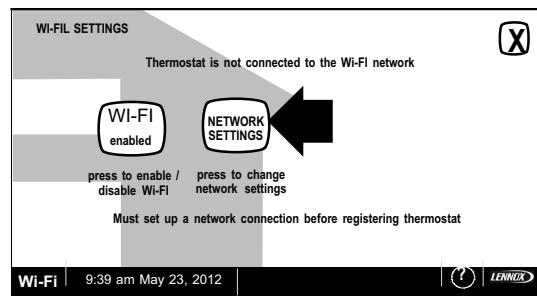 WI-FIL SETTINGS
X
Thermostat is not connected to the Wi-FI network
WI-FI
enabled
NETWORK
SETTINGS
press to enable /
disable Wi-FI
press to change
network settings
Must set up a network connection before registering thermostat
Wi-Fi
9:39 am May 23, 2012
?
LENNOX